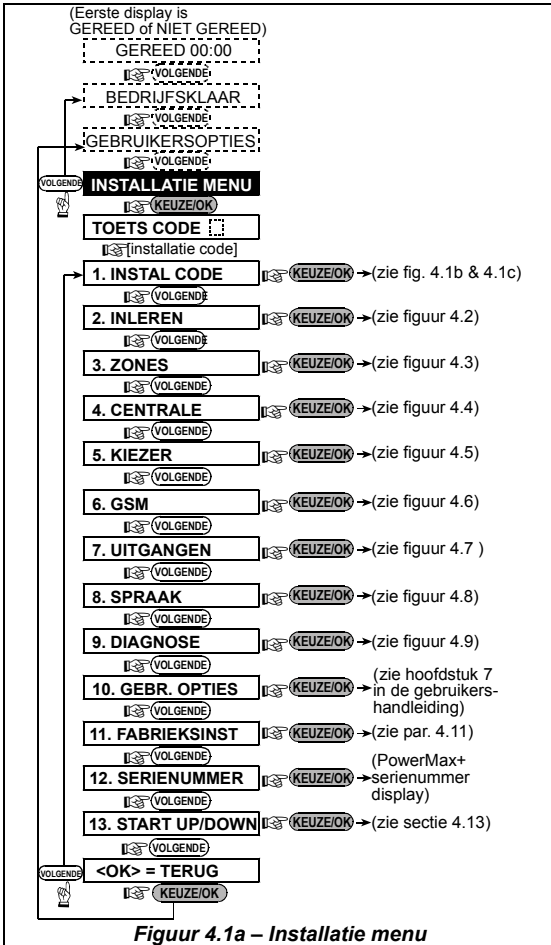 (Eerste display is
GEREED of NIET GEREED)
GEREED 00:00
VOLGENDE
BEDRIJFSKLAAR
VOLGENDE
GEBRUIKERSOPTIES
VOLGENDE
VOLGENDE
INSTALLATIE MENU
KEUZE/OK
TOETS CODE
[installatie code]
1. INSTAL CODE KEUZE/OK (zie fig. 4.1b & 4.1c)
VOLGENDE
2. INLEREN KEUZE/OK (zie figuur 4.2)
VOLGENDE
3. ZONES KEUZE/OK (zie figuur 4.3)
VOLGENDE
4. CENTRALE KEUZE/OK (zie figuur 4.4)
VOLGENDE
5. KIEZER KEUZE/OK (zie figuur 4.5)
VOLGENDE
6. GSM KEUZE/OK (zie figuur 4.6)
VOLGENDE
7. UITGANGEN KEUZE/OK (zie figuur 4.7 )
VOLGENDE
8. SPRAAK KEUZE/OK (zie figuur 4.8)
VOLGENDE
9. DIAGNOSE KEUZE/OK (zie figuur 4.9)
VOLGENDE
10. GEBR. OPTIES KEUZE/OK (zie hoofdstuk 7
in de gebruikers-
handleiding)
VOLGENDE
11. FABRIEKSINST KEUZE/OK (zie par. 4.11)
VOLGENDE
12. SERIENUMMER KEUZE/OK (PowerMax+
serienummer
display)
VOLGENDE
13. START UP/DOWN KEUZE/OK (zie sectie 4.13)
VOLGENDE
VOLGENDE
<OK> = TERUG
KEUZE/OK
Figuur 4.1a – Installatie menu